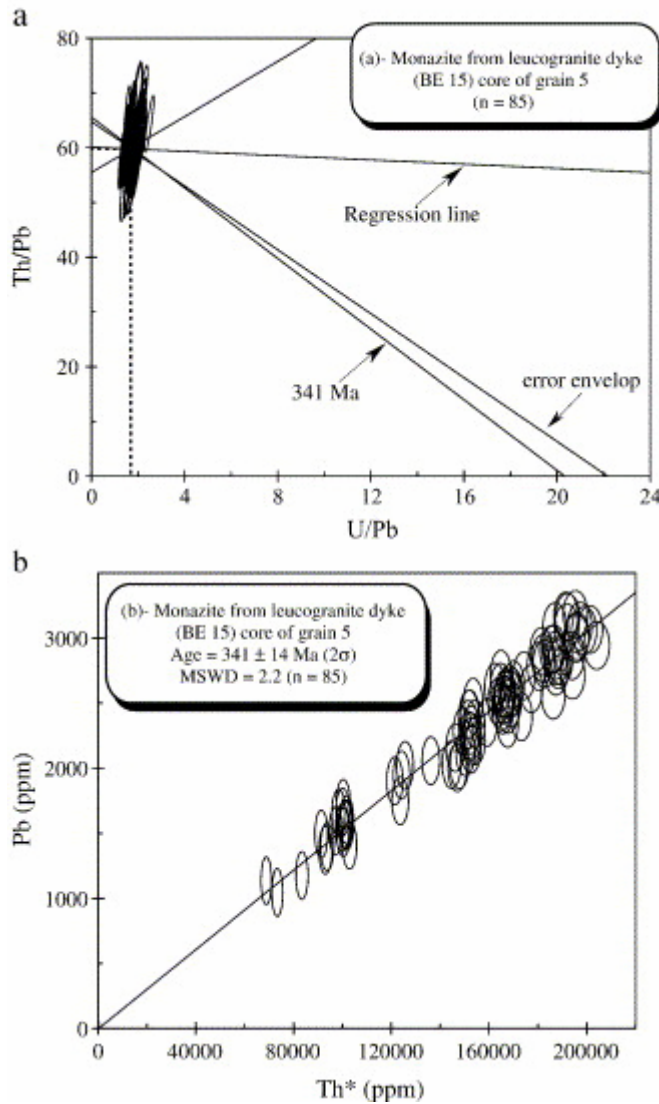 a
80
60
40
20
0
Th/Pb
(a)- Monazite from leucogranite dyke
(BE 15) core of grain 5
(n = 85)
Regression line
341 Ma
error envelop
0 4 8 12 16 20 24
U/Pb
b
3000
2000
1000
0
Pb (ppm)
(b)- Monazite from leucogranite dyke
(BE 15) core of grain 5
Age = 341 ± 14 Ma (2σ)
MSWD = 2.2 (n = 85)
0 40000 80000 120000 160000 200000
Th* (ppm)